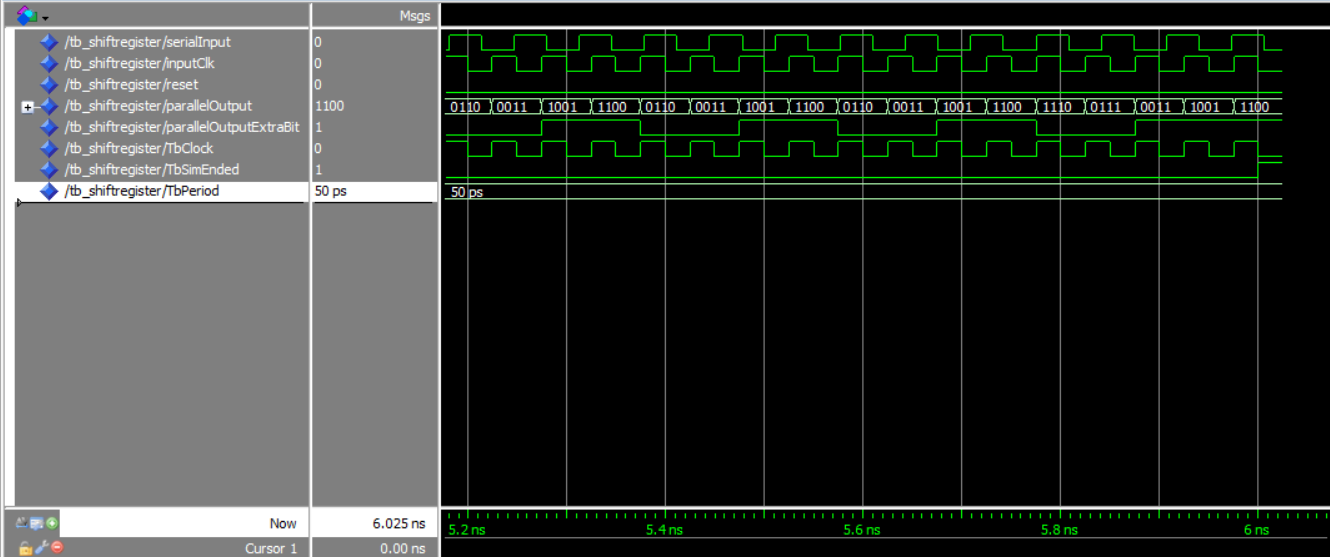 Msgs
/tb_shiftregister/serialInput 0
/tb_shiftregister/inputClk 0
/tb_shiftregister/reset 0
/tb_shiftregister/parallelOutput 1100 0110 0011 1001 1100 0110 0011 1001 1100 0110 0011 1001 1100 1110 0111 0011 1001 1100
/tb_shiftregister/parallelOutputExtraBit 1
/tb_shiftregister/TbClock 0
/tb_shiftregister/TbSimEnded 1
/tb_shiftregister/TbPeriod 50 ps 50 ps
Now 6.025 ns 5.2 ns 5.4 ns 5.6 ns 5.8 ns 6 ns
Cursor 1 0.00 ns